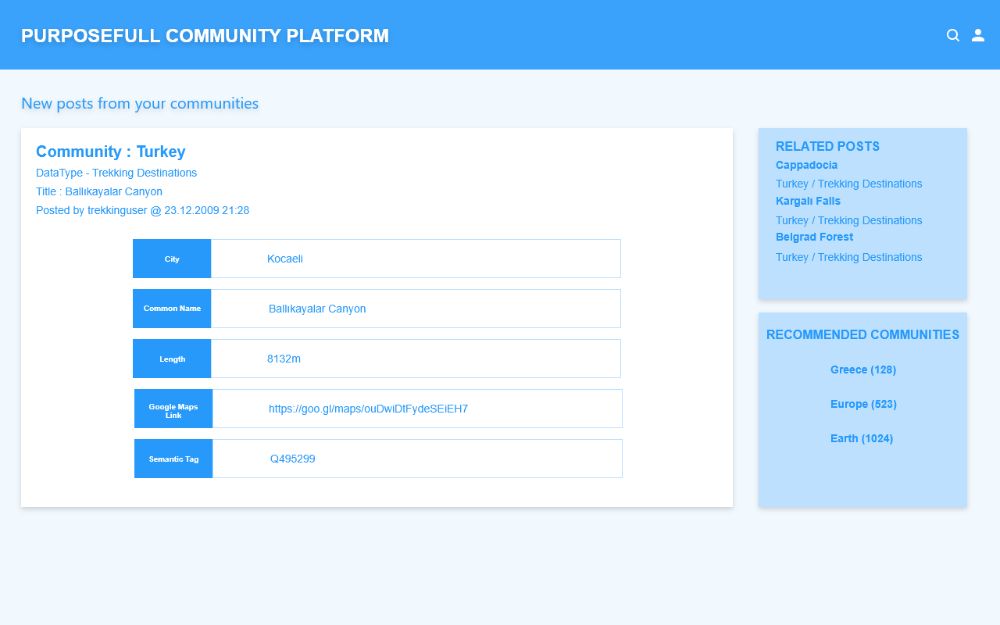 PURPOSEFULL COMMUNITY PLATFORM
New posts from your communities
Community : Turkey
DataType - Trekking Destinations
Title : Ballıkayalar Canyon
Posted by trekkinguser @ 23.12.2009 21:28
City
Kocaeli
Common Name
Ballıkayalar Canyon
Length
8132m
Google Maps
Link
https://goo.gl/maps/ouDwiDtFydeSEiEH7
Semantic Tag
Q495299
RELATED POSTS
Cappadocia
Turkey / Trekking Destinations
Kargalı Falls
Turkey / Trekking Destinations
Belgrad Forest
Turkey / Trekking Destinations
RECOMMENDED COMMUNITIES
Greece (128)
Europe (523)
Earth (1024)